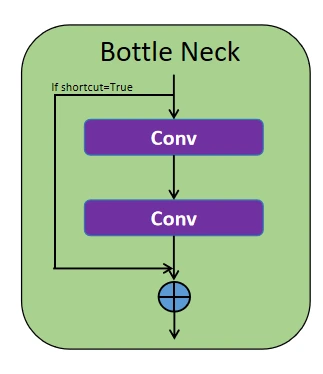 Bottle Neck
If shortcut=True
Conv
Conv